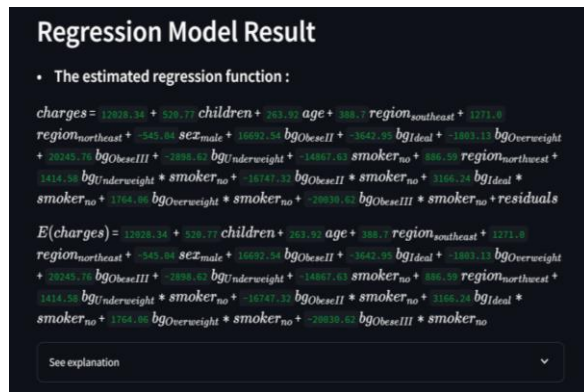 Regression Model Result
• The estimated regression function :
charges = 12028.34 + 520.77 children + 263.92 age + 388.7 region_southeast + 1271.0
region_northeast + -545.04 sex_male + 16692.54 bg_ObeseII + -3642.95 bg_Ideal + -1803.13 bg_Overweight
+ 20245.76 bg_ObeseIII + -2898.62 bg_Underweight + -14867.63 smoker_no + 886.59 region_northwest +
1414.58 bg_Underweight * smoker_no + -16747.32 bg_ObeseII * smoker_no + 3166.24 bg_Ideal *
smoker_no + 1764.06 bg_Overweight * smoker_no + -20830.62 bg_ObeseIII * smoker_no + residuals
E(charges) = 12028.34 + 520.77 children + 263.92 age + 388.7 region_southeast + 1271.0
region_northeast + -545.04 sex_male + 16692.54 bg_ObeseII + -3642.95 bg_Ideal + -1803.13 bg_Overweight
+ 20245.76 bg_ObeseIII + -2898.62 bg_Underweight + -14867.63 smoker_no + 886.59 region_northwest +
1414.58 bg_Underweight * smoker_no + -16747.32 bg_ObeseII * smoker_no + 3166.24 bg_Ideal *
smoker_no + 1764.06 bg_Overweight * smoker_no + -20830.62 bg_ObeseIII * smoker_no
See explanation